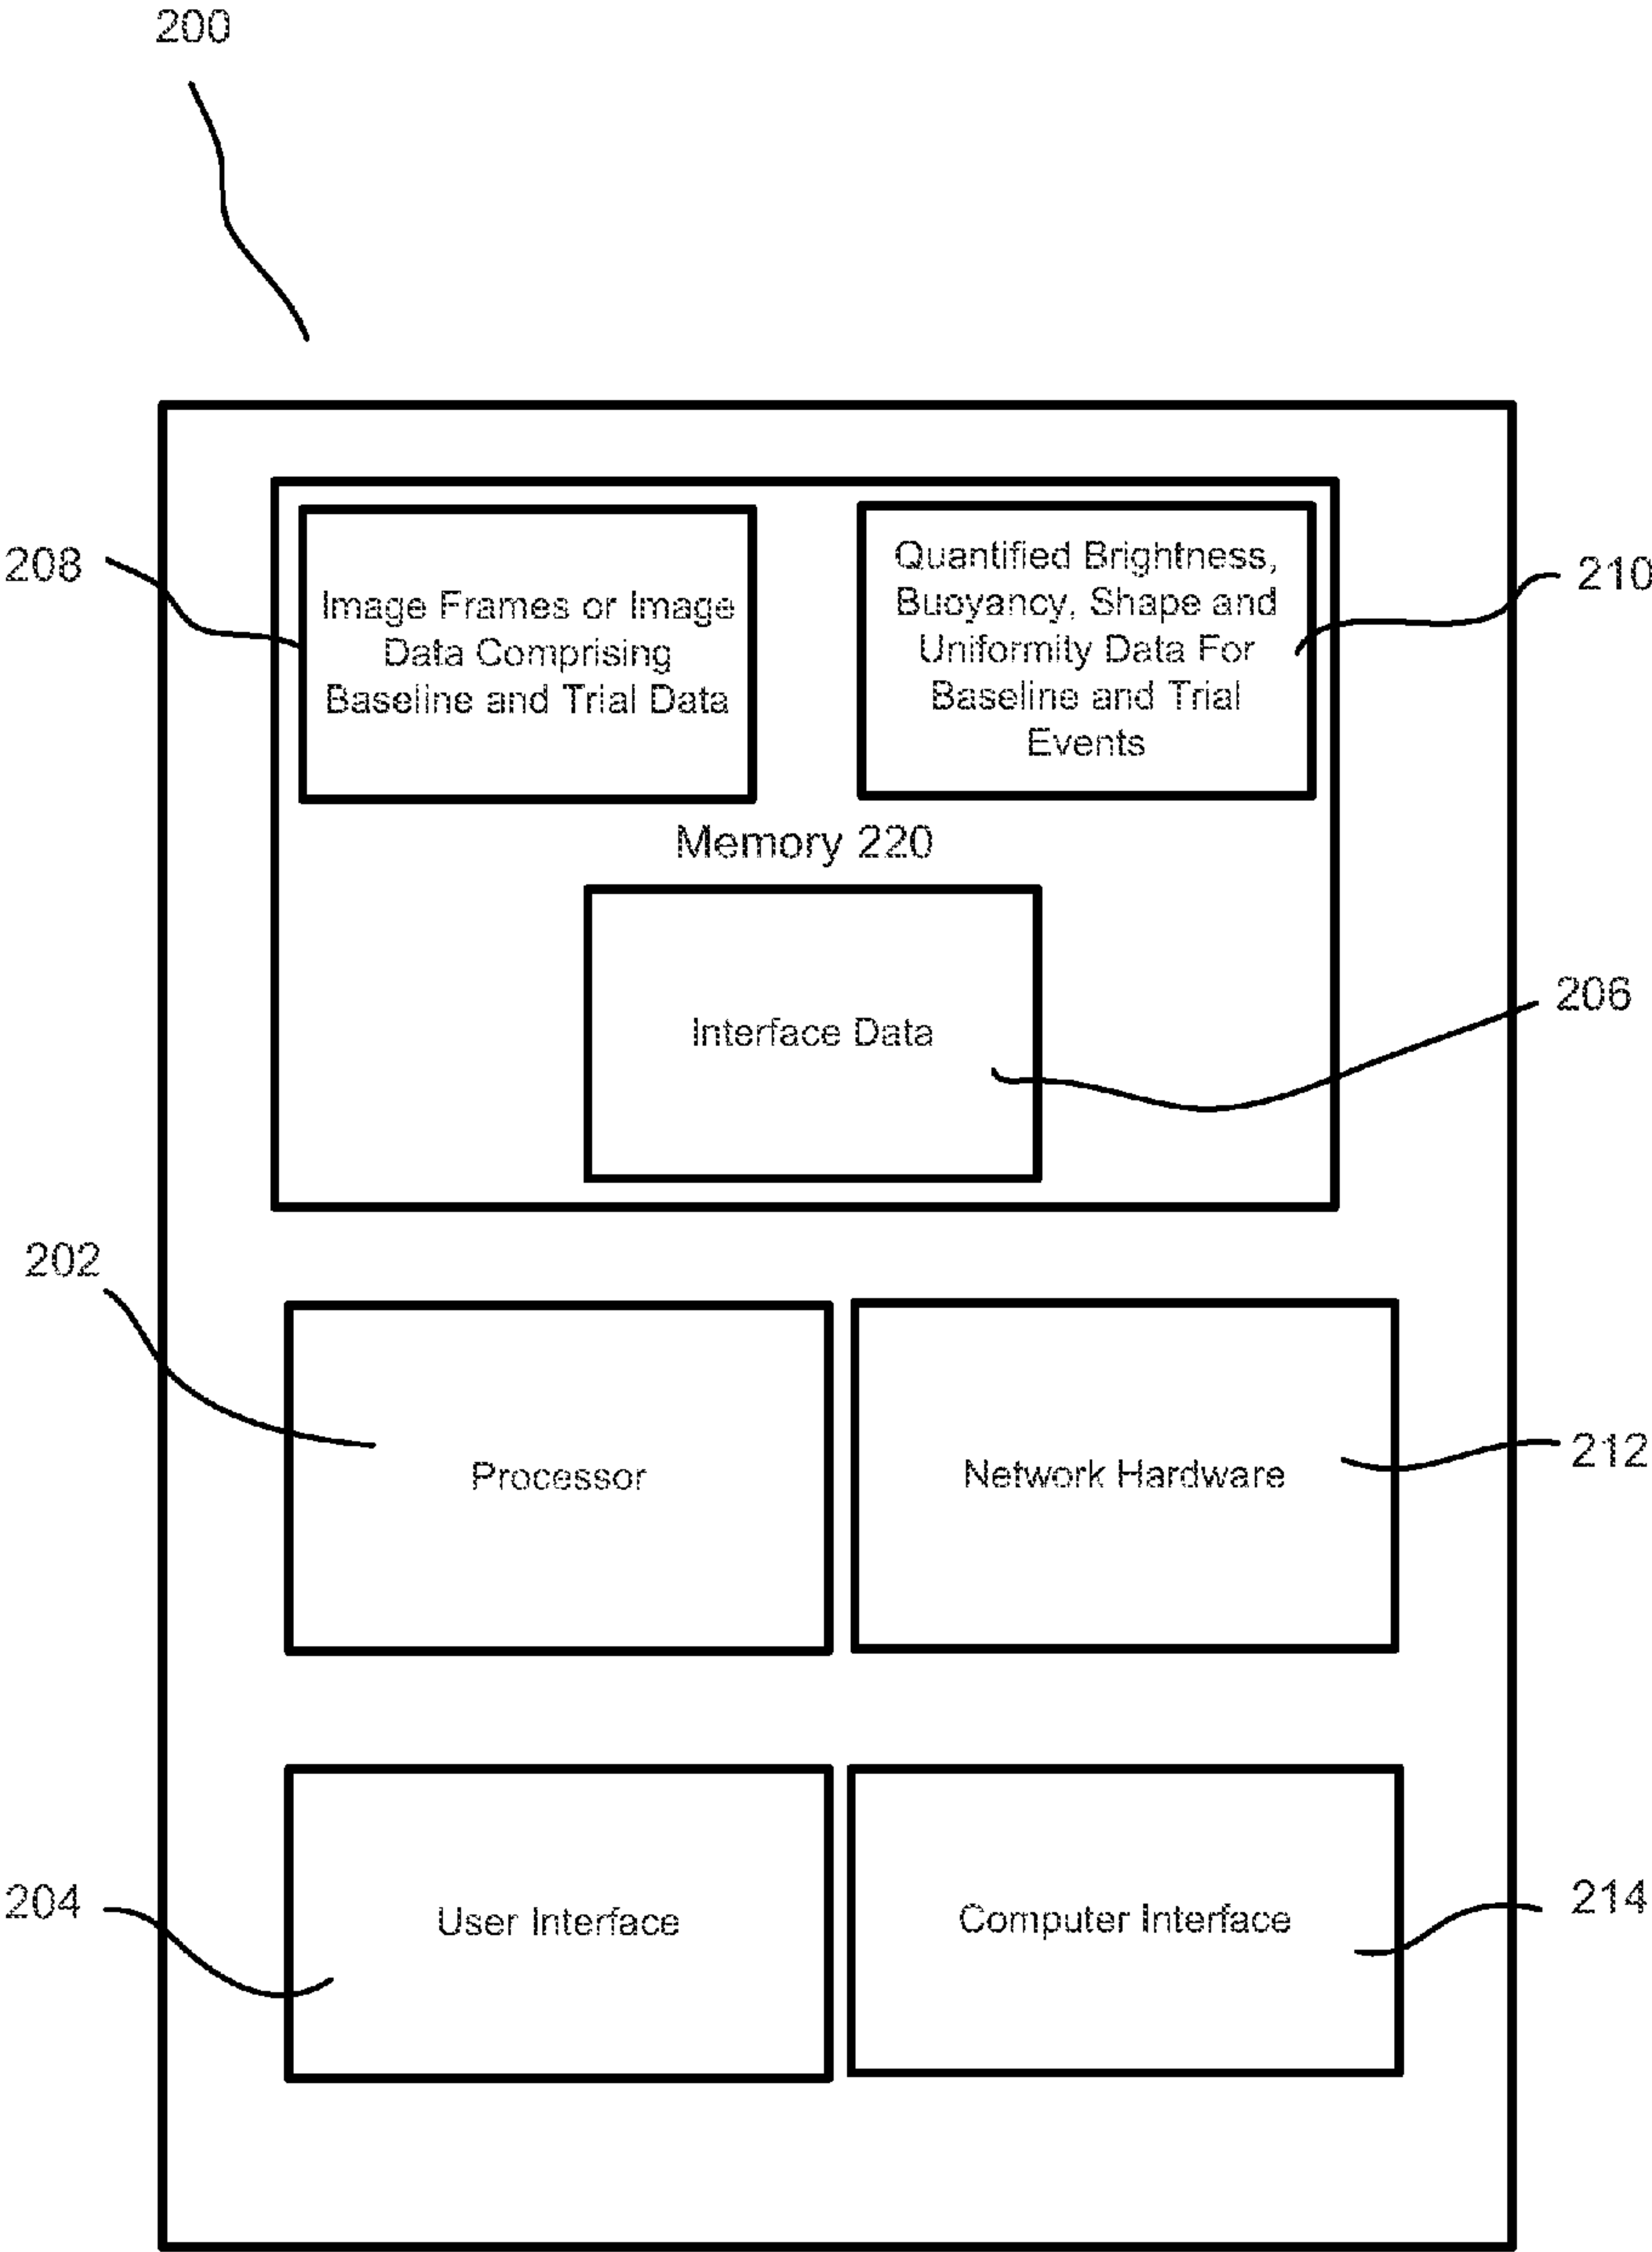 200
208
Image Frames or Image
Data Comprising
Baseline and Trial Data
Quantified Brightness,
Buoyancy, Shape and
Uniformity Data For
Baseline and Trial
Events
210
Memory 220
Interface Data
206
202
Processor
Network Hardware
212
204
User Interface
Computer Interface
214